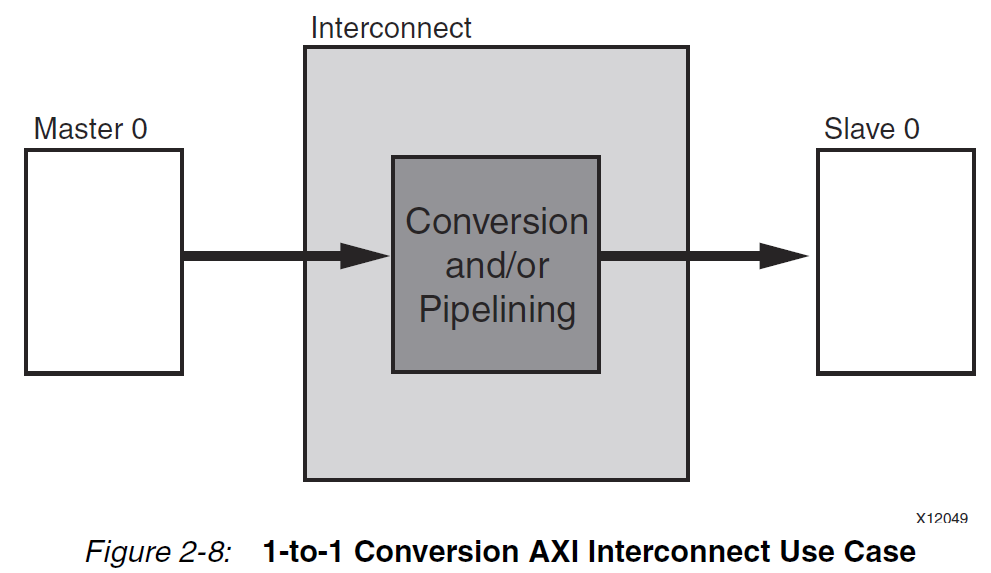 Interconnect
Master 0
Slave 0
Conversion
and/or
Pipelining
X12049
Figure 2-8: 1-to-1 Conversion AXI Interconnect Use Case